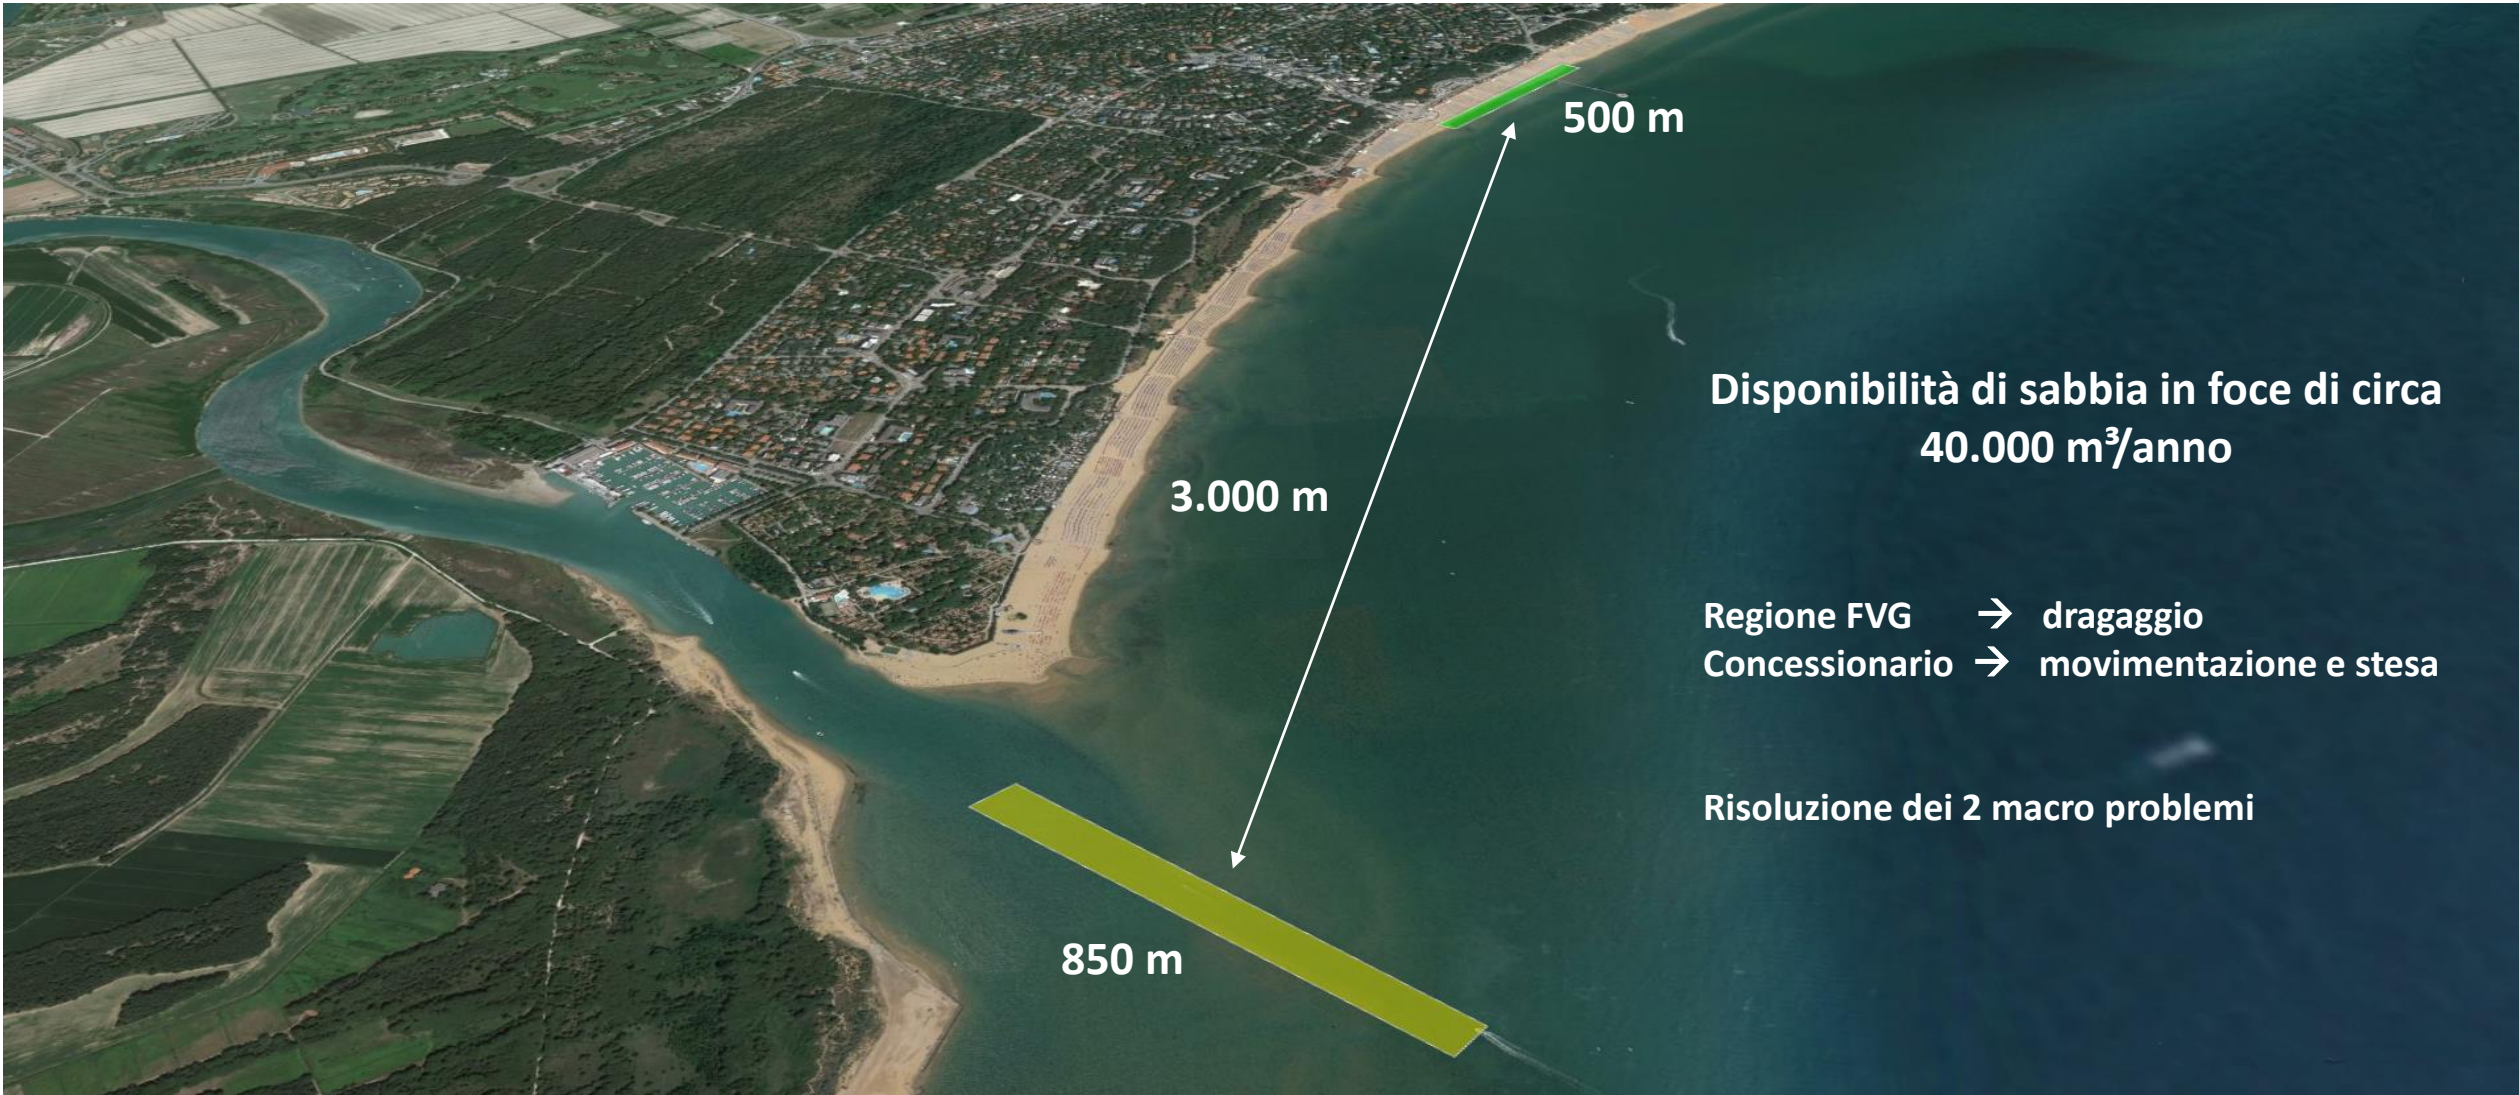 500 m
Disponibilità di sabbia in foce di circa
40.000 m³/anno
3.000 m
Regione FVG → dragaggio
Concessionario → movimentazione e stesa
Risoluzione dei 2 macro problemi
850 m